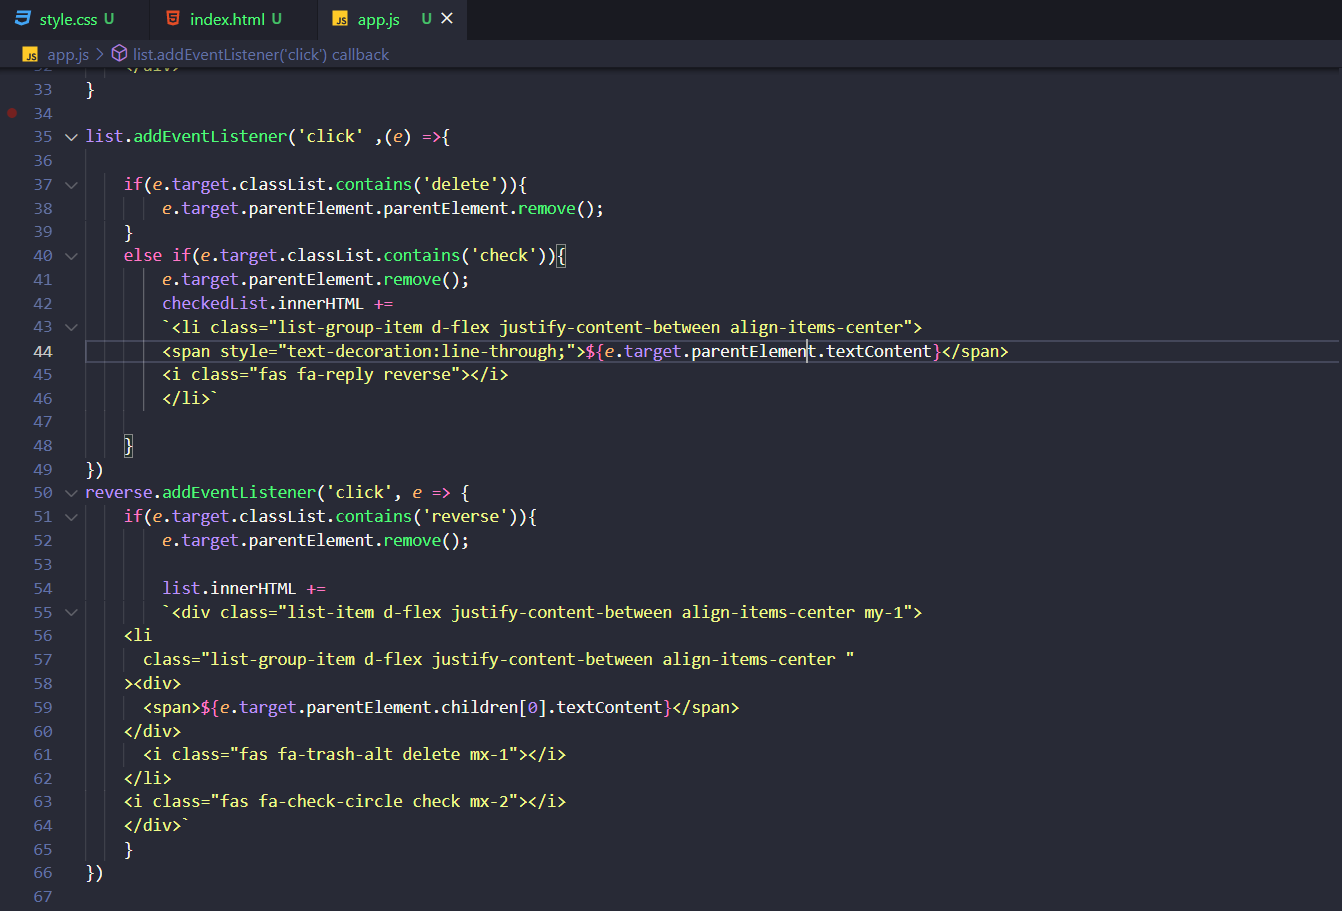 style.css U index.html U JS app.js U
JS app.js > list.addEventListener('click') callback
32 </div>
33 }
34
35 list.addEventListener('click' ,(e) =>{
36
37 if(e.target.classList.contains('delete')){
38 e.target.parentElement.parentElement.remove();
39 }
40 else if(e.target.classList.contains('check')){
41 e.target.parentElement.remove();
42 checkedList.innerHTML +=
43 `<li class="list-group-item d-flex justify-content-between align-items-center">
44 <span style="text-decoration:line-through;">${e.target.parentElement.textContent}</span>
45 <i class="fas fa-reply reverse"></i>
46 </li>`
47
48 }
49 })
50 reverse.addEventListener('click', e => {
51 if(e.target.classList.contains('reverse')){
52 e.target.parentElement.remove();
53
54 list.innerHTML +=
55 `<div class="list-item d-flex justify-content-between align-items-center my-1">
56 <li
57 class="list-group-item d-flex justify-content-between align-items-center "
58 ><div>
59 <span>${e.target.parentElement.children[0].textContent}</span>
60 </div>
61 <i class="fas fa-trash-alt delete mx-1"></i>
62 </li>
63 <i class="fas fa-check-circle check mx-2"></i>
64 </div>`
65 }
66 })
67